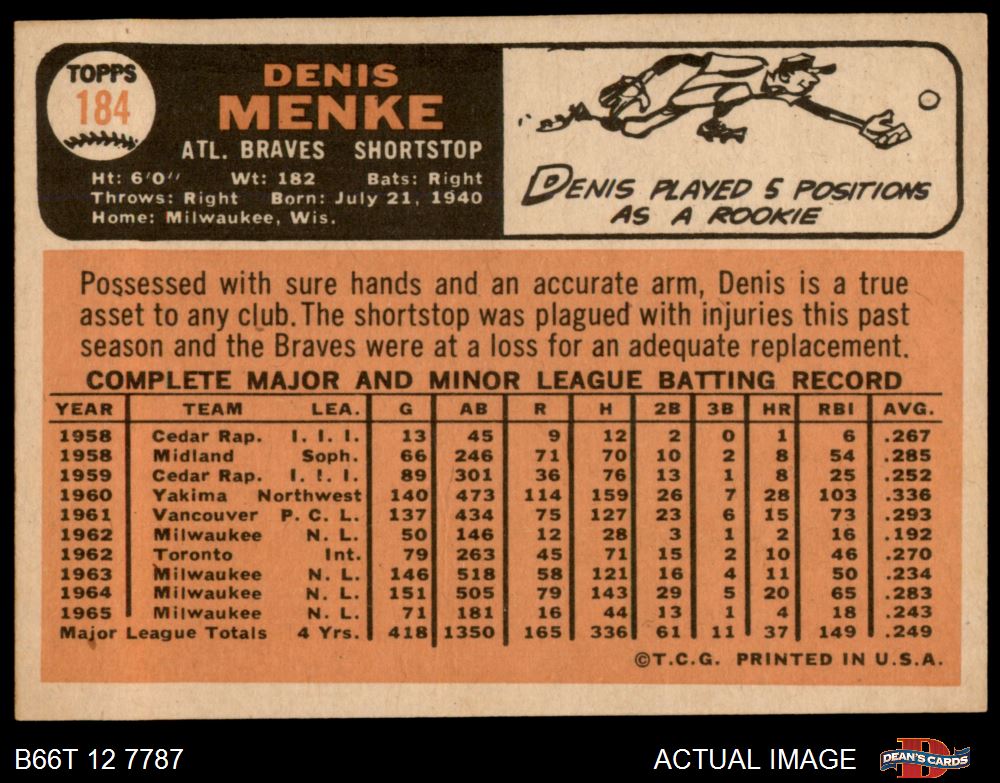 TOPPS
184
DENIS
MENKE
ATL. BRAVES SHORTSTOP
Ht: 6'0" Wt: 182 Bats: Right
Throws: Right Born: July 21, 1940
Home: Milwaukee, Wis.
DENIS PLAYED 5 POSITIONS
AS A ROOKIE
Possessed with sure hands and an accurate arm, Denis is a true
asset to any club. The shortstop was plagued with injuries this past
season and the Braves were at a loss for an adequate replacement.
COMPLETE MAJOR AND MINOR LEAGUE BATTING RECORD
YEAR TEAM LEA. G AB R H 2B 3B HR RBI AVG.
1958 Cedar Rap. I. I. I. 13 45 9 12 2 0 1 6 .267
1958 Midland Soph. 66 246 71 70 10 2 8 54 .285
1959 Cedar Rap. I. I. I. 89 301 36 76 13 1 8 25 .252
1960 Yakima Northwest 140 473 114 159 26 7 28 103 .336
1961 Vancouver P. C. L. 137 434 75 127 23 6 15 73 .293
1962 Milwaukee N. L. 50 146 12 28 3 1 2 16 .192
1962 Toronto Int. 79 263 45 71 15 2 10 46 .270
1963 Milwaukee N. L. 146 518 58 121 16 4 11 50 .234
1964 Milwaukee N. L. 151 505 79 143 29 5 20 65 .283
1965 Milwaukee N. L. 71 181 16 44 13 1 4 18 .243
Major League Totals 4 Yrs. 418 1350 165 336 61 11 37 149 .249
©T.C.G. PRINTED IN U.S.A.
B66T 12 7787
ACTUAL IMAGE
DEAN'S CARDS